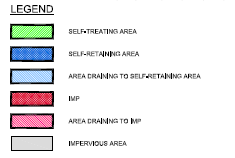 LEGEND
SELF-TREATING AREA
SELF-RETAINING AREA
AREA DRAINING TO SELF-RETAINING AREA
IMP
AREA DRAINING TO IMP
IMPERVIOUS AREA